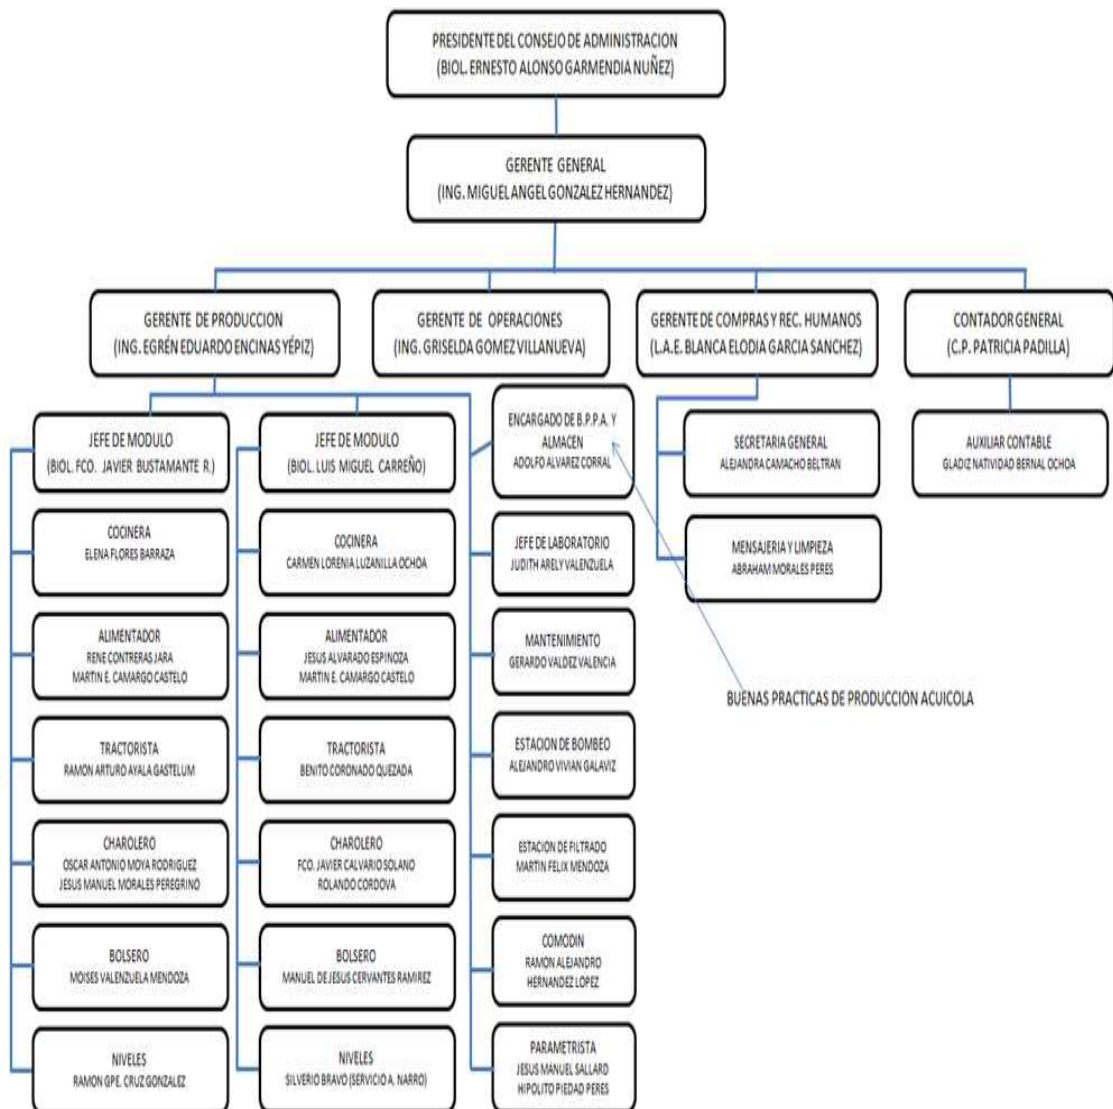 PRESIDENTE DEL CONSEJO DE ADMINISTRACION
(BIOL. ERNESTO ALONSO GARMENDIA NUÑEZ)
GERENTE GENERAL
(ING. MIGUEL ANGEL GONZALEZ HERNANDEZ)
GERENTE DE PRODUCCION
(ING. EGRÉN EDUARDO ENCINAS YÉPIZ)
GERENTE DE OPERACIONES
(ING. GRISELDA GOMEZ VILLANUEVA)
GERENTE DE COMPRAS Y REC. HUMANOS
(L.A.E. BLANCA ELODIA GARCIA SANCHEZ)
CONTADOR GENERAL
(C.P. PATRICIA PADILLA)
JEFE DE MODULO
(BIOL. FCO. JAVIER BUSTAMANTE R.)
COCINERA
ELENA FLORES BARRAZA
ALIMENTADOR
RENE CONTRERAS JARA
MARTIN E. CAMARGO CASTELO
TRACTORISTA
RAMON ARTURO AYALA GASTELUM
CHAROLERO
OSCAR ANTONIO MOYA RODRIGUEZ
JESUS MANUEL MORALES PEREGRINO
BOLSERO
MOISES VALENZUELA MENDOZA
NIVELES
RAMON GPE. CRUZ GONZALEZ
JEFE DE MODULO
(BIOL. LUIS MIGUEL CARREÑO)
COCINERA
CARMEN LORENIA LUZANILLA OCHOA
ALIMENTADOR
JESUS ALVARADO ESPINOZA
MARTIN E. CAMARGO CASTELO
TRACTORISTA
BENITO CORONADO QUEZADA
CHAROLERO
FCO. JAVIER CALVARIO SOLANO
ROLANDO CORDOVA
BOLSERO
MANUEL DE JESUS CERVANTES RAMIREZ
NIVELES
SILVERIO BRAVO (SERVICIO A. NARRO)
ENCARGADO DE B.P.P.A. Y
ALMACEN
ADOLFO ALVAREZ CORRAL
JEFE DE LABORATORIO
JUDITH ARELY VALENZUELA
MANTENIMIENTO
GERARDO VALDEZ VALENCIA
ESTACION DE BOMBEO
ALEJANDRO VIVIAN GALAVIZ
ESTACION DE FILTRADO
MARTIN FELIX MENDOZA
COMODIN
RAMON ALEJANDRO
HERNANDEZ LOPEZ
PARAMETRISTA
JESUS MANUEL SALLARD
HIPOLITO PIEDAD PERES
SECRETARIA GENERAL
ALEJANDRA CAMACHO BELTRAN
MENSAJERIA Y LIMPIEZA
ABRAHAM MORALES PERES
AUXILIAR CONTABLE
GLADIZ NATIVIDAD BERNAL OCHOA
BUENAS PRACTICAS DE PRODUCCION ACUICOLA